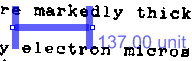 re markedly thick
137.00 unit
y electron micros